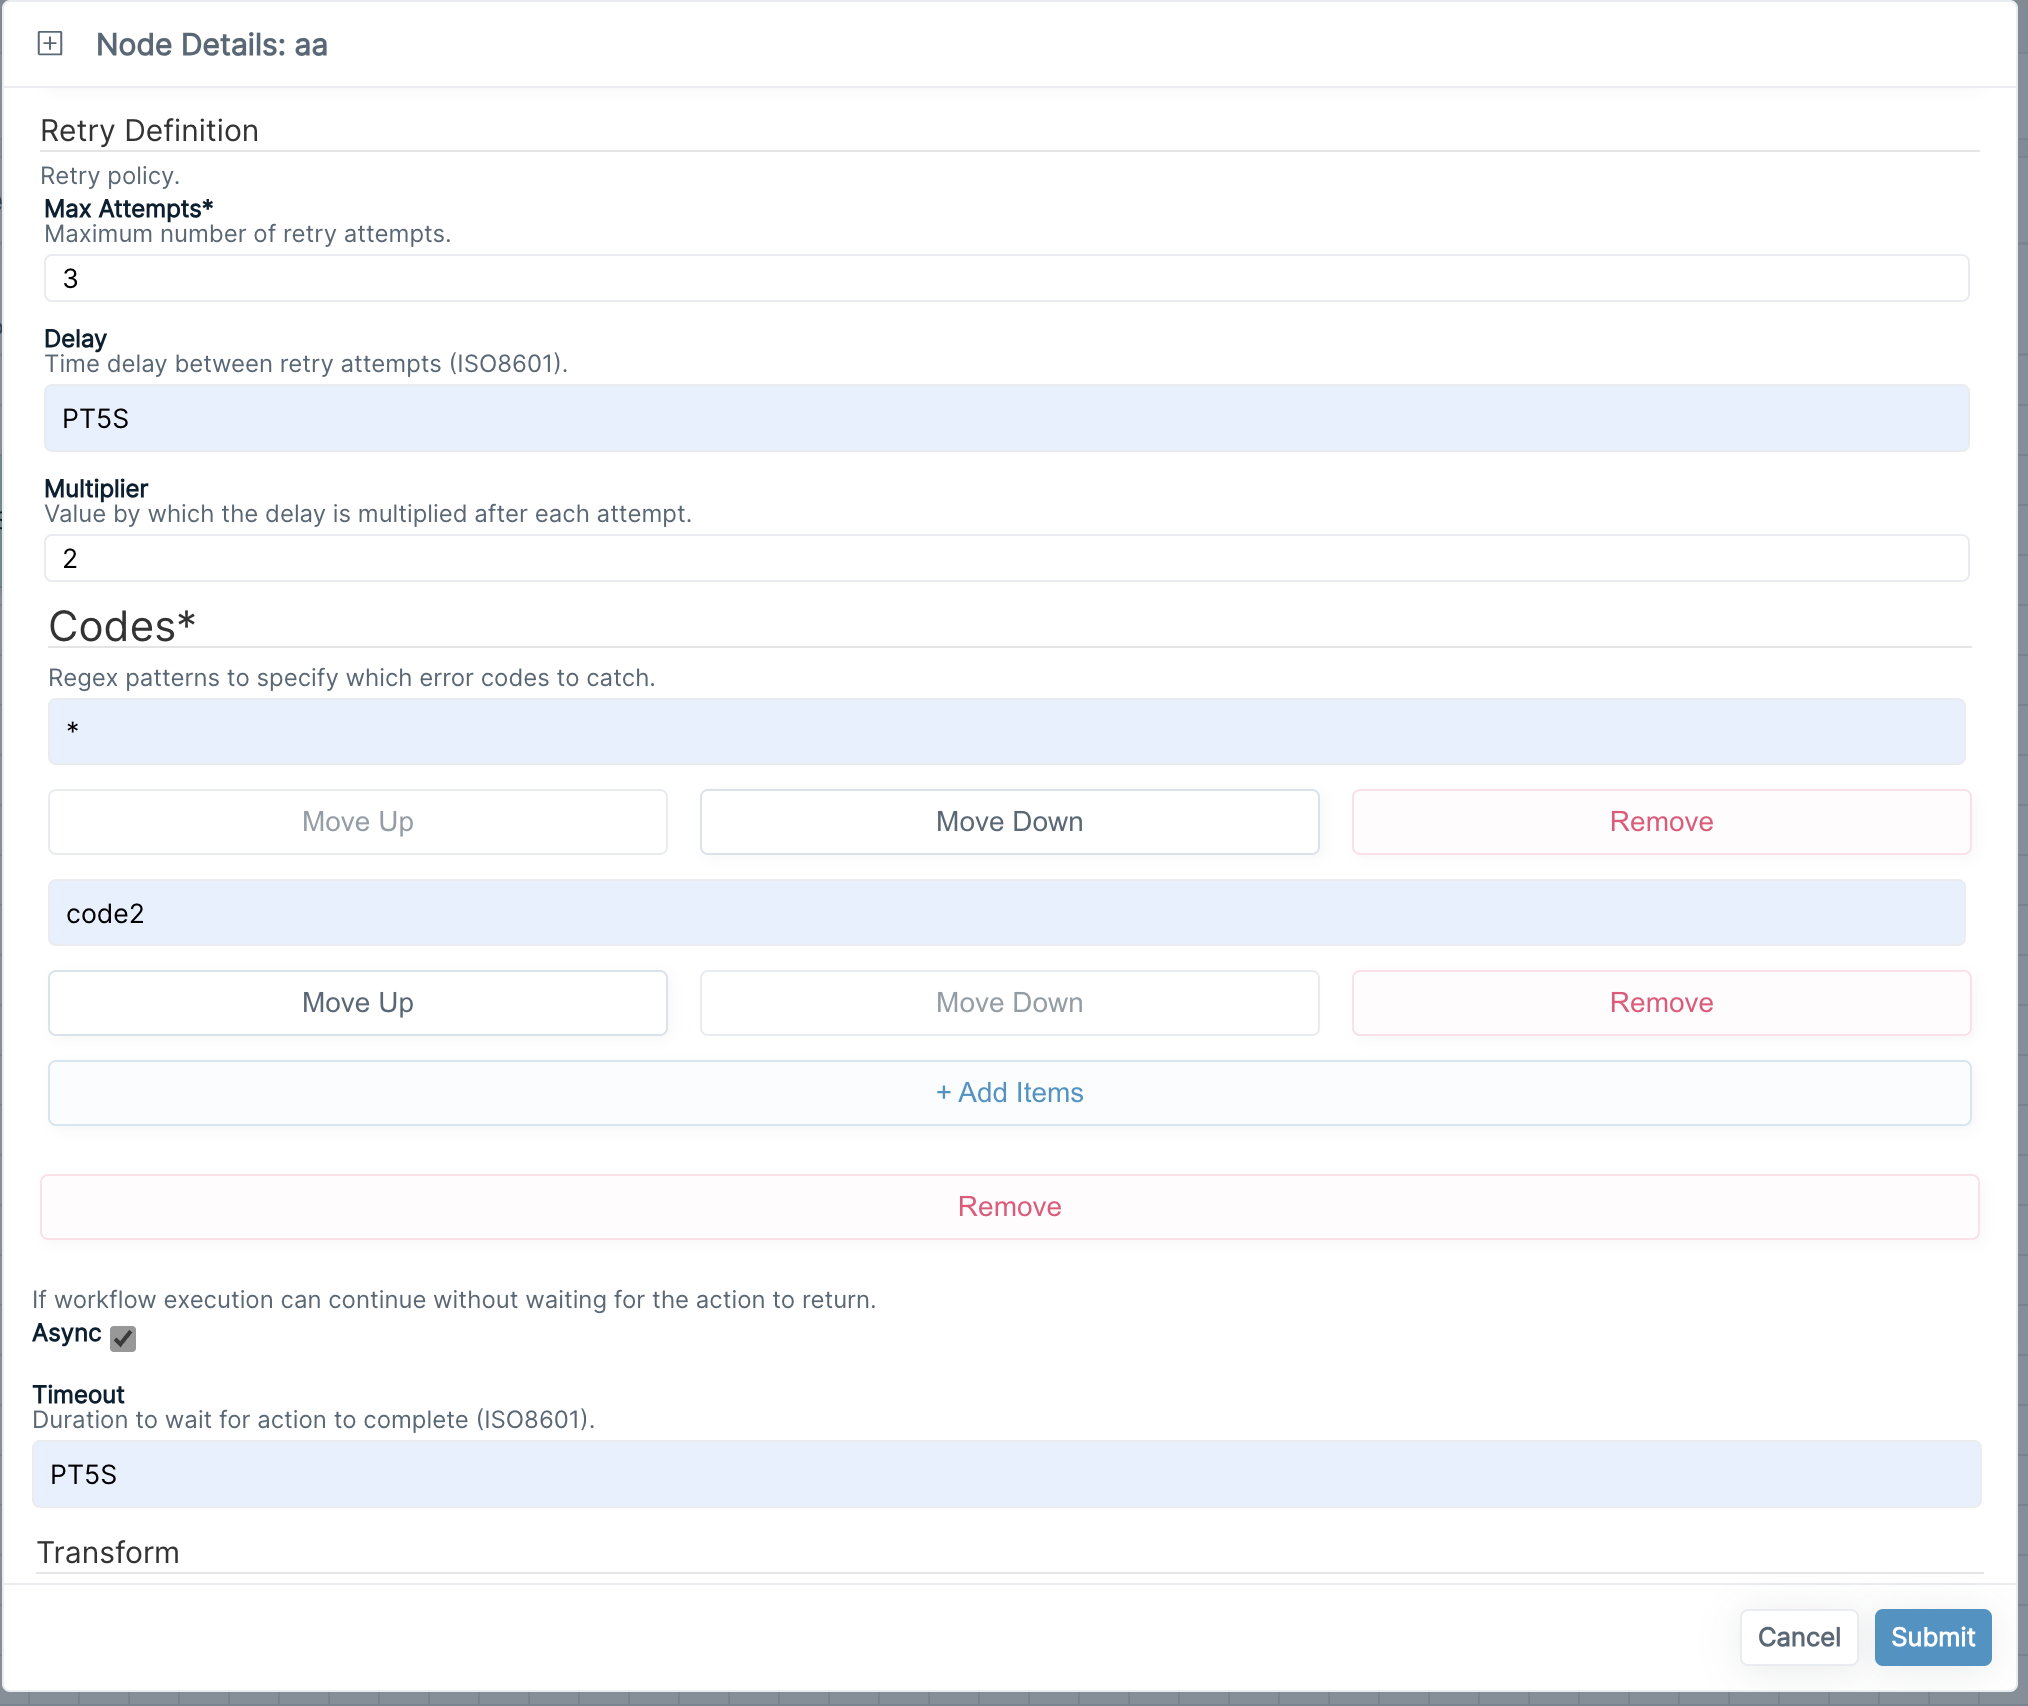 Node Details: aa
Retry Definition
Retry policy.
Max Attempts*
Maximum number of retry attempts.
3
Delay
Time delay between retry attempts (ISO8601).
PT5S
Multiplier
Value by which the delay is multiplied after each attempt.
2
Codes*
Regex patterns to specify which error codes to catch.
*
Move Up Move Down Remove
code2
Move Up Move Down Remove
+ Add Items
Remove
If workflow execution can continue without waiting for the action to return.
Async
Timeout
Duration to wait for action to complete (ISO8601).
PT5S
Transform
Cancel Submit